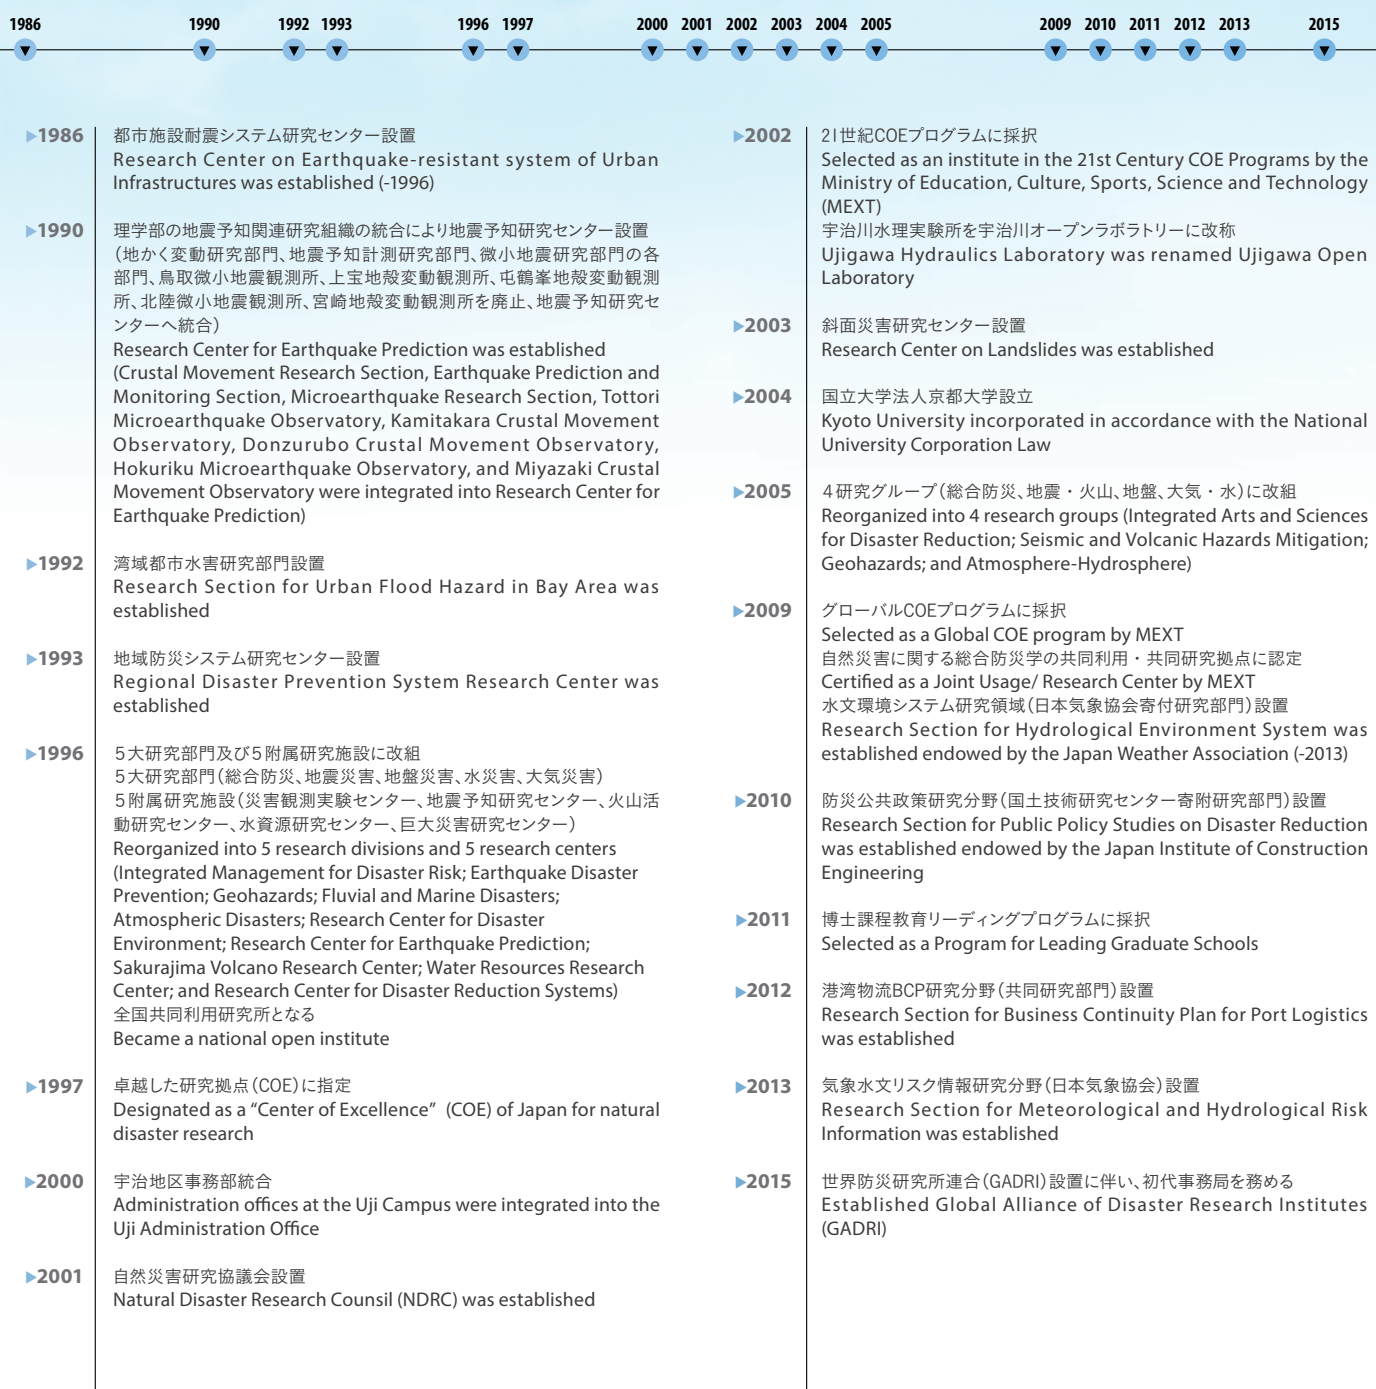 1986 1990 1992 1993 1996 1997 2000 2001 2002 2003 2004 2005 2009 2010 2011 2012 2013 2015
▶1986 都市施設耐震システム研究センター設置
Research Center on Earthquake-resistant system of Urban
Infrastructures was established (-1996)
▶1990 理学部の地震予知関連研究組織の統合により地震予知研究センター設置
(地かく変動研究部門、地震予知計測研究部門、微小地震研究部門の各
部門、鳥取微小地震観測所、上宝地殻変動観測所、屯鶴峯地殻変動観測
所、北陸微小地震観測所、宮崎地殻変動観測所を廃止、地震予知研究セ
ンターへ統合)
Research Center for Earthquake Prediction was established
(Crustal Movement Research Section, Earthquake Prediction and
Monitoring Section, Microearthquake Research Section, Tottori
Microearthquake Observatory, Kamitakara Crustal Movement
Observatory, Donzurubo Crustal Movement Observatory,
Hokuriku Microearthquake Observatory, and Miyazaki Crustal
Movement Observatory were integrated into Research Center for
Earthquake Prediction)
▶1992 湾域都市水害研究部門設置
Research Section for Urban Flood Hazard in Bay Area was
established
▶1993 地域防災システム研究センター設置
Regional Disaster Prevention System Research Center was
established
▶1996 5大研究部門及び5附属研究施設に改組
5大研究部門(総合防災、地震災害、地盤災害、水災害、大気災害)
5附属研究施設(災害観測実験センター、地震予知研究センター、火山活
動研究センター、水資源研究センター、巨大災害研究センター)
Reorganized into 5 research divisions and 5 research centers
(Integrated Management for Disaster Risk; Earthquake Disaster
Prevention; Geohazards; Fluvial and Marine Disasters;
Atmospheric Disasters; Research Center for Disaster
Environment; Research Center for Earthquake Prediction;
Sakurajima Volcano Research Center; Water Resources Research
Center; and Research Center for Disaster Reduction Systems)
全国共同利用研究所となる
Became a national open institute
▶1997 卓越した研究拠点(COE)に指定
Designated as a “Center of Excellence” (COE) of Japan for natural
disaster research
▶2000 宇治地区事務部統合
Administration offices at the Uji Campus were integrated into the
Uji Administration Office
▶2001 自然災害研究協議会設置
Natural Disaster Research Counsil (NDRC) was established
▶2002 21世紀COEプログラムに採択
Selected as an institute in the 21st Century COE Programs by the
Ministry of Education, Culture, Sports, Science and Technology
(MEXT)
宇治川水理実験所を宇治川オープンラボラトリーに改称
Ujigawa Hydraulics Laboratory was renamed Ujigawa Open
Laboratory
▶2003 斜面災害研究センター設置
Research Center on Landslides was established
▶2004 国立大学法人京都大学設立
Kyoto University incorporated in accordance with the National
University Corporation Law
▶2005 4研究グループ(総合防災、地震・火山、地盤、大気・水)に改組
Reorganized into 4 research groups (Integrated Arts and Sciences
for Disaster Reduction; Seismic and Volcanic Hazards Mitigation;
Geohazards; and Atmosphere-Hydrosphere)
▶2009 グローバルCOEプログラムに採択
Selected as a Global COE program by MEXT
自然災害に関する総合防災学の共同利用・共同研究拠点に認定
Certified as a Joint Usage/ Research Center by MEXT
水文環境システム研究領域(日本気象協会寄付研究部門)設置
Research Section for Hydrological Environment System was
established endowed by the Japan Weather Association (-2013)
▶2010 防災公共政策研究分野(国土技術研究センター寄附研究部門)設置
Research Section for Public Policy Studies on Disaster Reduction
was established endowed by the Japan Institute of Construction
Engineering
▶2011 博士課程教育リーディングプログラムに採択
Selected as a Program for Leading Graduate Schools
▶2012 港湾物流BCP研究分野(共同研究部門)設置
Research Section for Business Continuity Plan for Port Logistics
was established
▶2013 気象水文リスク情報研究分野(日本気象協会)設置
Research Section for Meteorological and Hydrological Risk
Information was established
▶2015 世界防災研究所連合(GADRI)設置に伴い、初代事務局を務める
Established Global Alliance of Disaster Research Institutes
(GADRI)